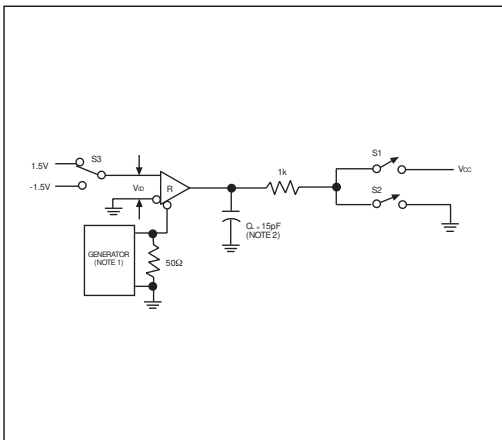 S1
1k
S3
1.5V
VCC
S2
VID
R
-1.5V
CL = 15pF
(NOTE 2)
GENERATOR
(NOTE 1)
50Ω